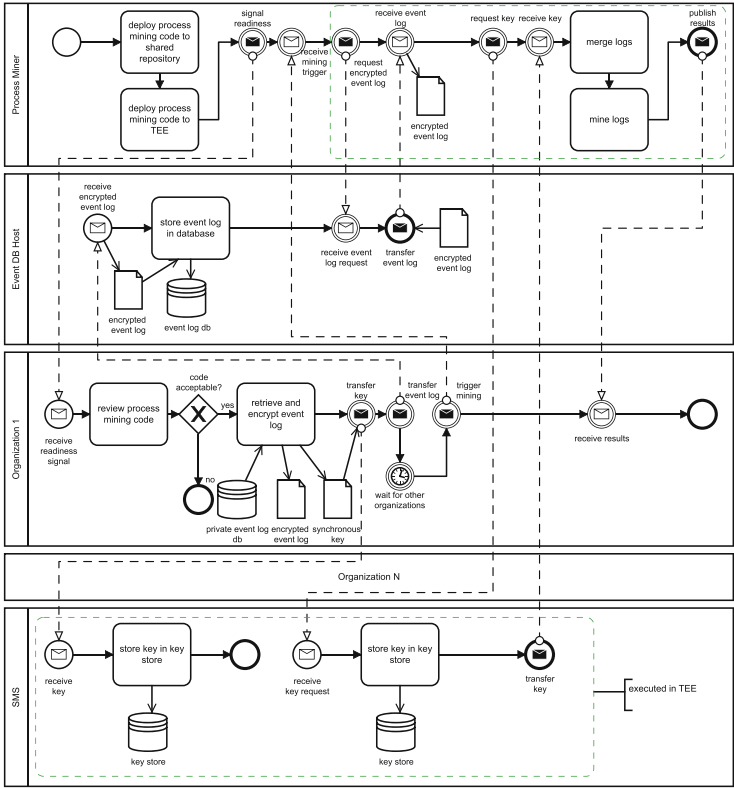 Process Miner
deploy process
mining code to
shared
repository
deploy process
mining code to
TEE
signal
readiness
receive
mining
trigger
request
encrypted
event log
receive event
log
encrypted
event log
request key
receive key
merge logs
mine logs
publish
results
Event DB Host
receive
encrypted
event log
encrypted
event log
store event log
in database
event log db
receive event
log request
transfer
event log
encrypted
event log
Organization 1
receive
readiness
signal
review process
mining code
code
acceptable?
yes
no
retrieve and
encrypt event
log
private event log
db
encrypted
event log
synchronous
key
transfer
key
transfer
event log
wait for other
organizations
trigger
mining
receive results
Organization N
SMS
receive
key
store key in key
store
key store
receive
key request
store key in key
store
key store
transfer
key
executed in TEE